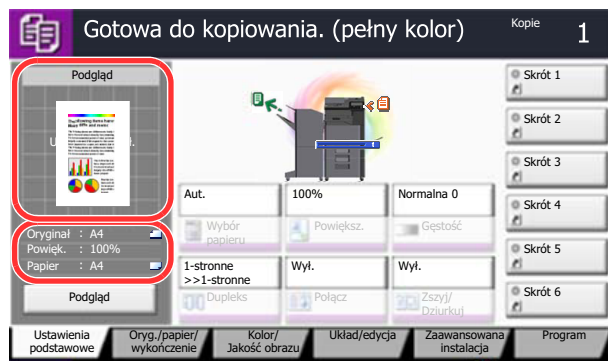 Gotowa do kopiowania. (pełny kolor)
Kopie
1
Podgląd
Oryginał : A4
Powięk. : 100%
Papier : A4
Podgląd
Aut.
Wybór
papieru
100%
Powiększ.
Normalna 0
Gęstość
1-stronne
>>1-stronne
Dupleks
Wył.
Połącz
Wył.
Zszyj/
Dziurkuj
Skrót 1
Skrót 2
Skrót 3
Skrót 4
Skrót 5
Skrót 6
Ustawienia
podstawowe
Oryg./papier/
wykończenie
Kolor/
Jakość obrazu
Układ/edycja
Zaawansowana
instalacja
Program